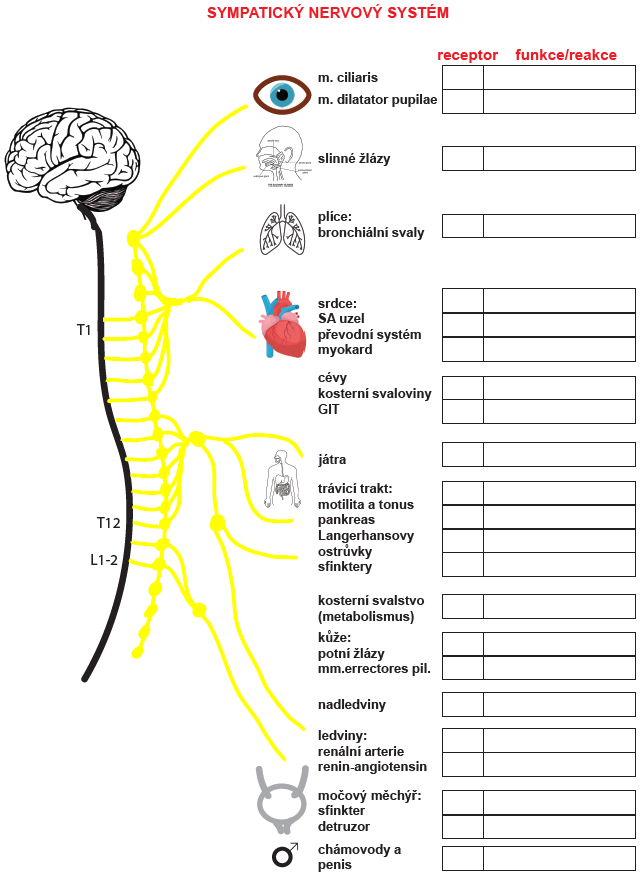 SYMPATICKÝ NERVOVÝ SYSTÉM
receptor funkce/reakce
m. ciliaris
m. dilatator pupilae
slinné žlázy
plíce:
bronchiální svaly
srdce:
SA uzel
převodní systém
myokard
T1
cévy
kosterní svaloviny
GIT
játra
trávicí trakt:
motilita a tonus
pankreas
Langerhansovy
ostrůvky
sfinktery
T12
L1-2
kosterní svalstvo
(metabolismus)
kůže:
potní žlázy
mm.errectores pil.
nadledviny
ledviny:
renální arterie
renin-angiotensin
močový měchýř:
sfinkter
detruzor
chámovody a
penis